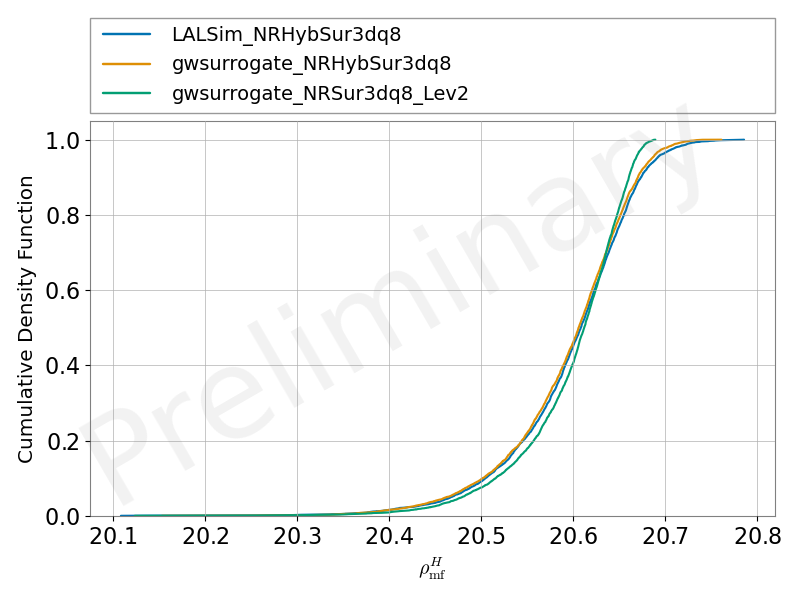 LALSim_NRHybSur3dq8
gwsurrogate_NRHybSur3dq8
gwsurrogate_NRSur3dq8_Lev2
Preliminary
Cumulative Density Function
1.0
0.8
0.6
0.4
0.2
0.0
20.1 20.2 20.3 20.4 20.5 20.6 20.7 20.8
ρ_mf^H